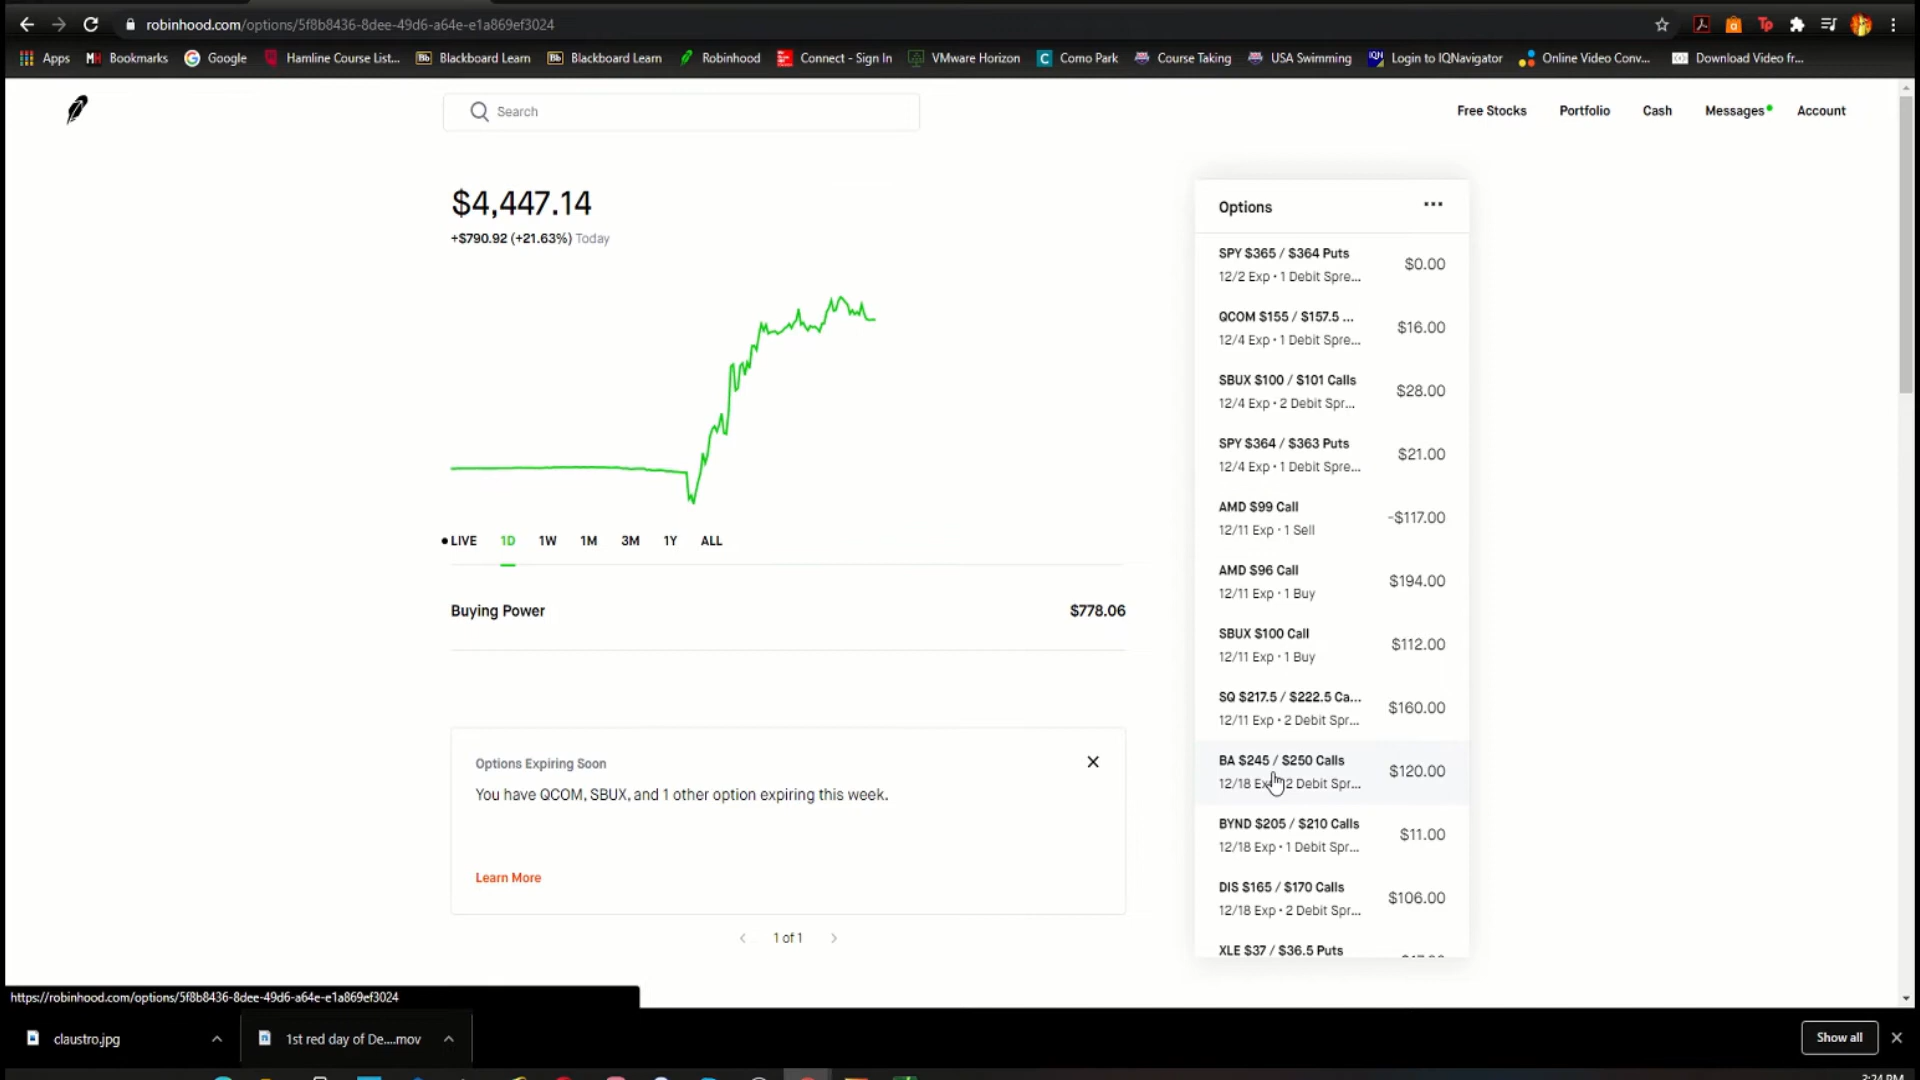 robinhood.com/options/5f8b8436-8dee-49d6-a64e-e1a869ef3024
Apps
Bookmarks
Google
Hamline Course List...
Blackboard Learn
Blackboard Learn
Robinhood
Connect - Sign In
VMware Horizon
Como Park
Course Taking
USA Swimming
Login to IQNavigator
Online Video Conv...
Download Video fr...
Search
Free Stocks
Portfolio
Cash
Messages
Account
$4,447.14
+$790.92 (+21.63%) Today
LIVE 1D 1W 1M 3M 1Y ALL
Buying Power $778.06
Options Expiring Soon
You have QCOM, SBUX, and 1 other option expiring this week.
Learn More
1 of 1
Options
SPY $365 / $364 Puts
12/2 Exp • 1 Debit Spre...
$0.00
QCOM $155 / $157.5 ...
12/4 Exp • 1 Debit Spre...
$16.00
SBUX $100 / $101 Calls
12/4 Exp • 2 Debit Spr...
$28.00
SPY $364 / $363 Puts
12/4 Exp • 1 Debit Spre...
$21.00
AMD $99 Call
12/11 Exp • 1 Sell
-$117.00
AMD $96 Call
12/11 Exp • 1 Buy
$194.00
SBUX $100 Call
12/11 Exp • 1 Buy
$112.00
SQ $217.5 / $222.5 Ca...
12/11 Exp • 2 Debit Spr...
$160.00
BA $245 / $250 Calls
12/18 Ex 2 Debit Spr...
$120.00
BYND $205 / $210 Calls
12/18 Exp • 1 Debit Spr...
$11.00
DIS $165 / $170 Calls
12/18 Exp • 2 Debit Spr...
$106.00
XLE $37 / $36.5 Puts
https://robinhood.com/options/5f8b8436-8dee-49d6-a64e-e1a869ef3024
claustro.jpg
1st red day of De....mov
Show all